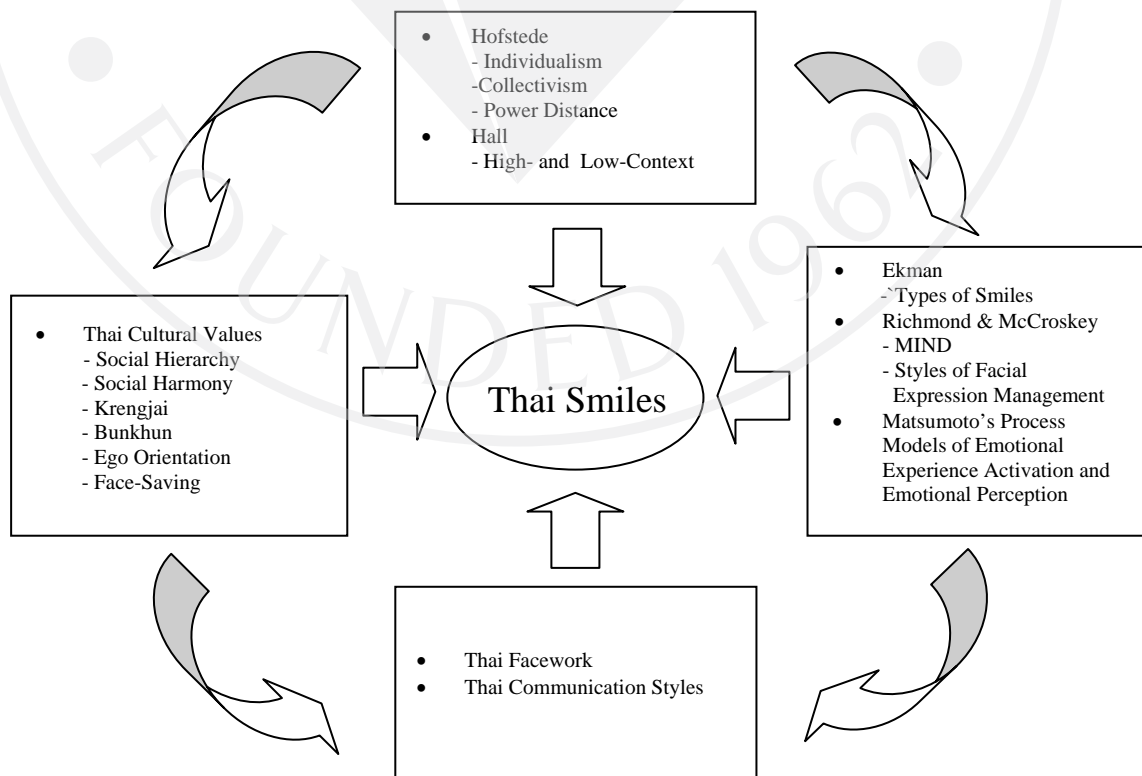 • Hofstede
- Individualism
-Collectivism
- Power Distance
• Hall
- High- and Low-Context
• Thai Cultural Values
- Social Hierarchy
- Social Harmony
- Krengjai
- Bunkhun
- Ego Orientation
- Face-Saving
Thai Smiles
• Ekman
-`Types of Smiles
• Richmond & McCroskey
- MIND
- Styles of Facial
Expression Management
• Matsumoto’s Process
Models of Emotional
Experience Activation and
Emotional Perception
• Thai Facework
• Thai Communication Styles
• FOUNDED 1962 •